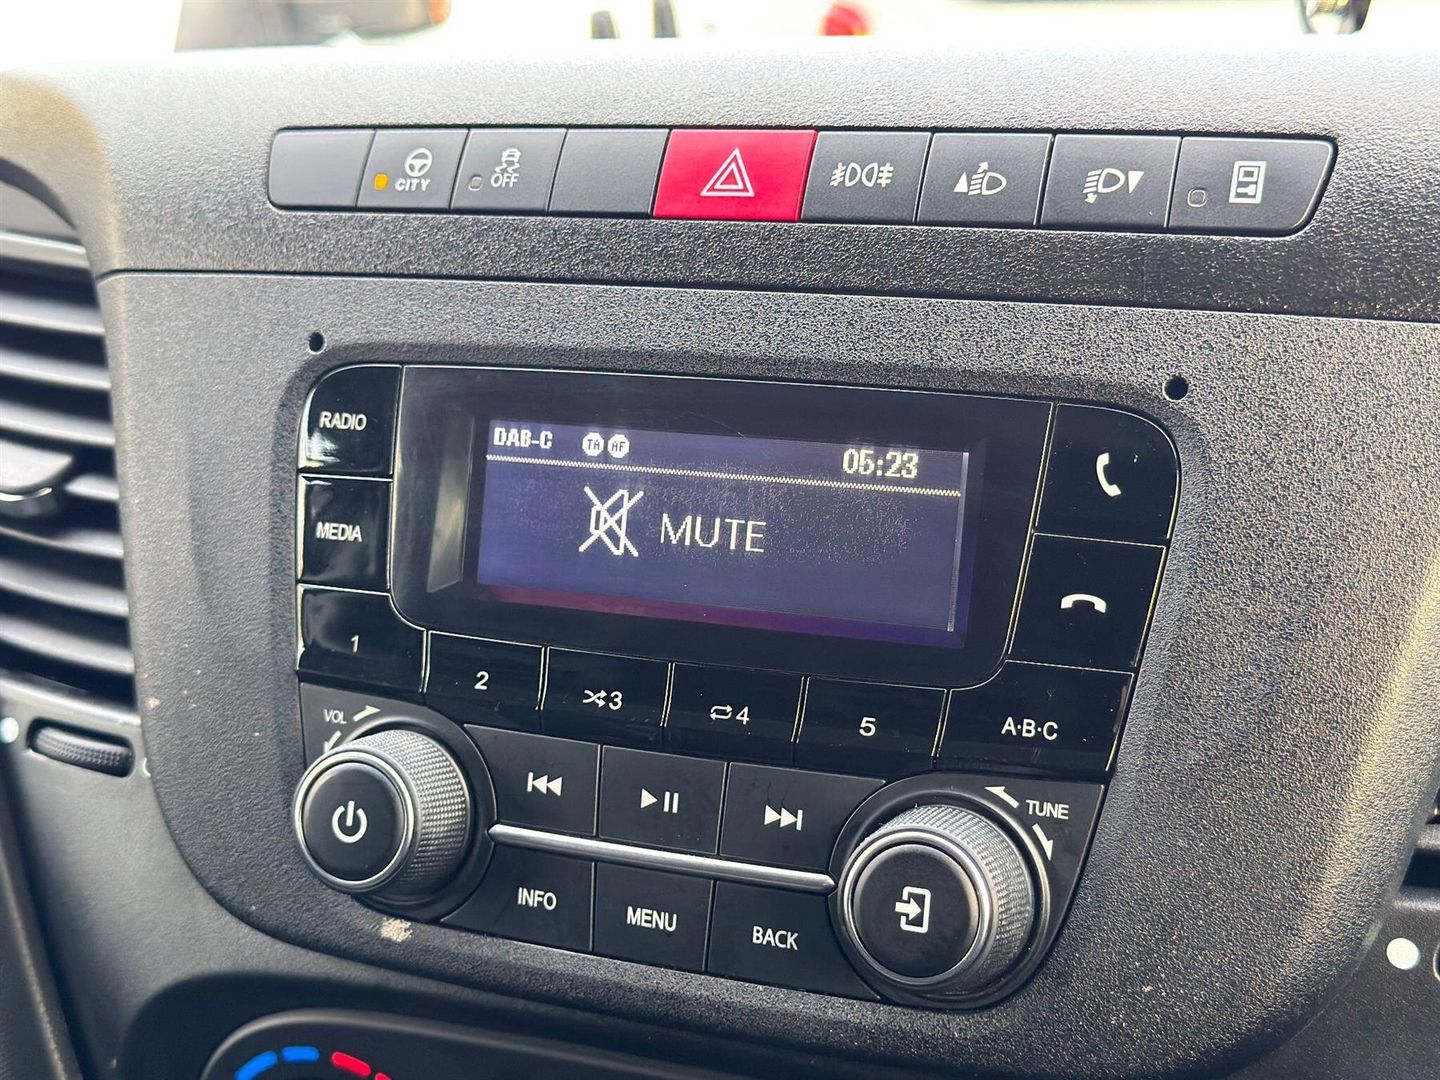 CITY
OFF
RADIO
DAB-C TA AF 05:23
MEDIA
MUTE
1
2
3
4
5
A·B·C
VOL
TUNE
INFO
MENU
BACK